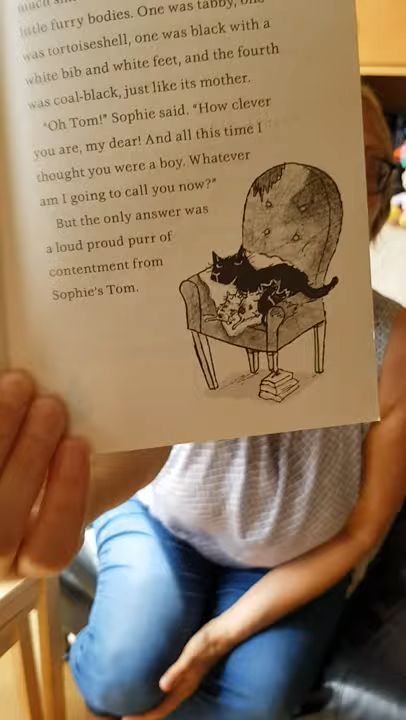 little furry bodies. One was tabby, one
was tortoiseshell, one was black with a
white bib and white feet, and the fourth
was coal-black, just like its mother.
"Oh Tom!" Sophie said. "How clever
you are, my dear! And all this time I
thought you were a boy. Whatever
am I going to call you now?"
But the only answer was
a loud proud purr of
contentment from
Sophie's Tom.